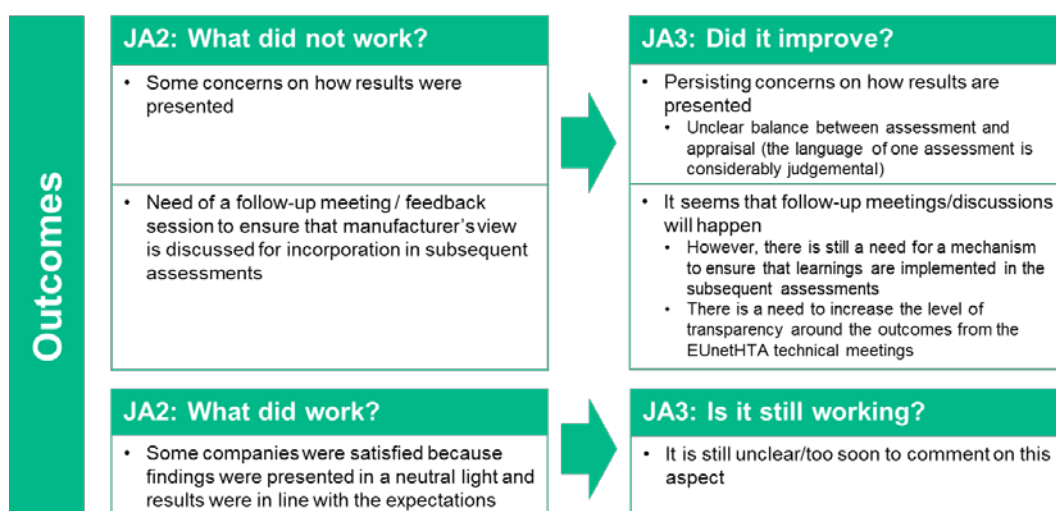 Outcomes
JA2: What did not work?
• Some concerns on how results were
presented
• Need of a follow-up meeting / feedback
session to ensure that manufacturer's view
is discussed for incorporation in subsequent
assessments
JA3: Did it improve?
• Persisting concerns on how results are
presented
• Unclear balance between assessment and
appraisal (the language of one assessment is
considerably judgemental)
• It seems that follow-up meetings/discussions
will happen
• However, there is still a need for a mechanism
to ensure that learnings are implemented in the
subsequent assessments
• There is a need to increase the level of
transparency around the outcomes from the
EUnetHTA technical meetings
JA2: What did work?
• Some companies were satisfied because
findings were presented in a neutral light and
results were in line with the expectations
JA3: Is it still working?
• It is still unclear/too soon to comment on this
aspect